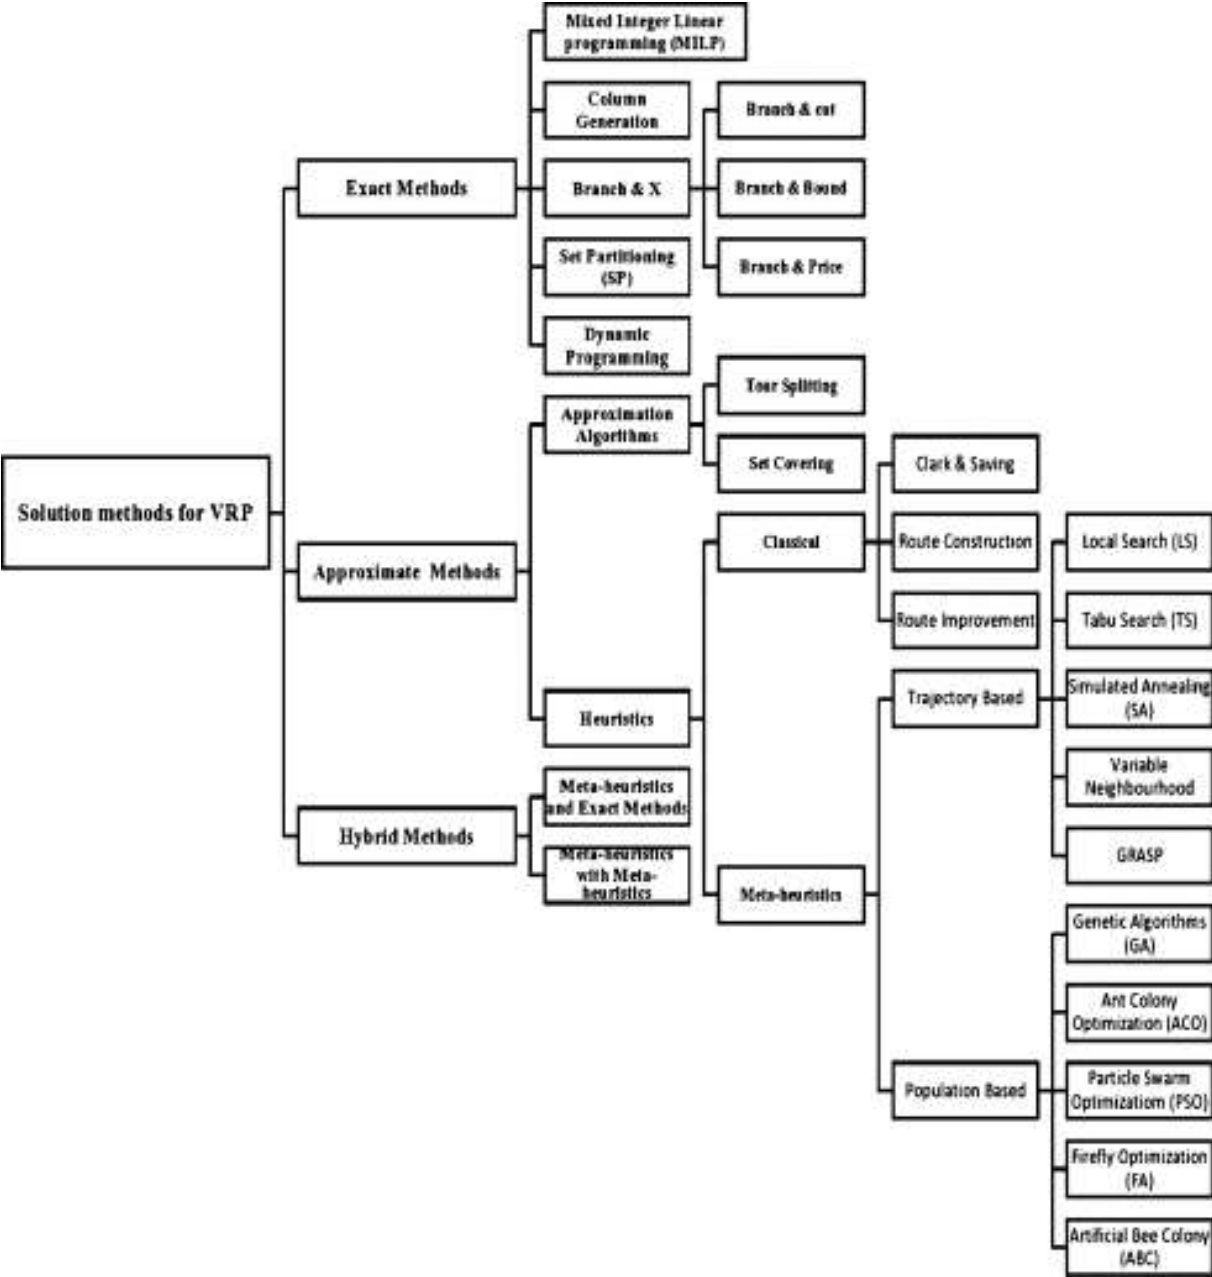 Mixed Integer Linear
programming (MILP)
Column
Generation
Branch & cut
Exact Methods
Branch & X
Branch & Bound
Set Partitioning
(SP)
Branch & Price
Dynamic
Programming
Tour Splitting
Approximation
Algorithms
Set Covering
Clark & Saving
Solution methods for VRP
Classical
Route Construction
Local Search (LS)
Approximate Methods
Route Improvement
Tabu Search (TS)
Heuristics
Trajectory Based
Simulated Annealing
(SA)
Meta-heuristics
and Exact Methods
Variable
Neighbourhood
Hybrid Methods
Meta-heuristics
with Meta-
heuristics
GRASP
Meta-heuristics
Genetic Algorithms
(GA)
Ant Colony
Optimization (ACO)
Population Based
Particle Swarm
Optimizatiom (PSO)
Firefly Optimization
(FA)
Artificial Bee Colony
(ABC)